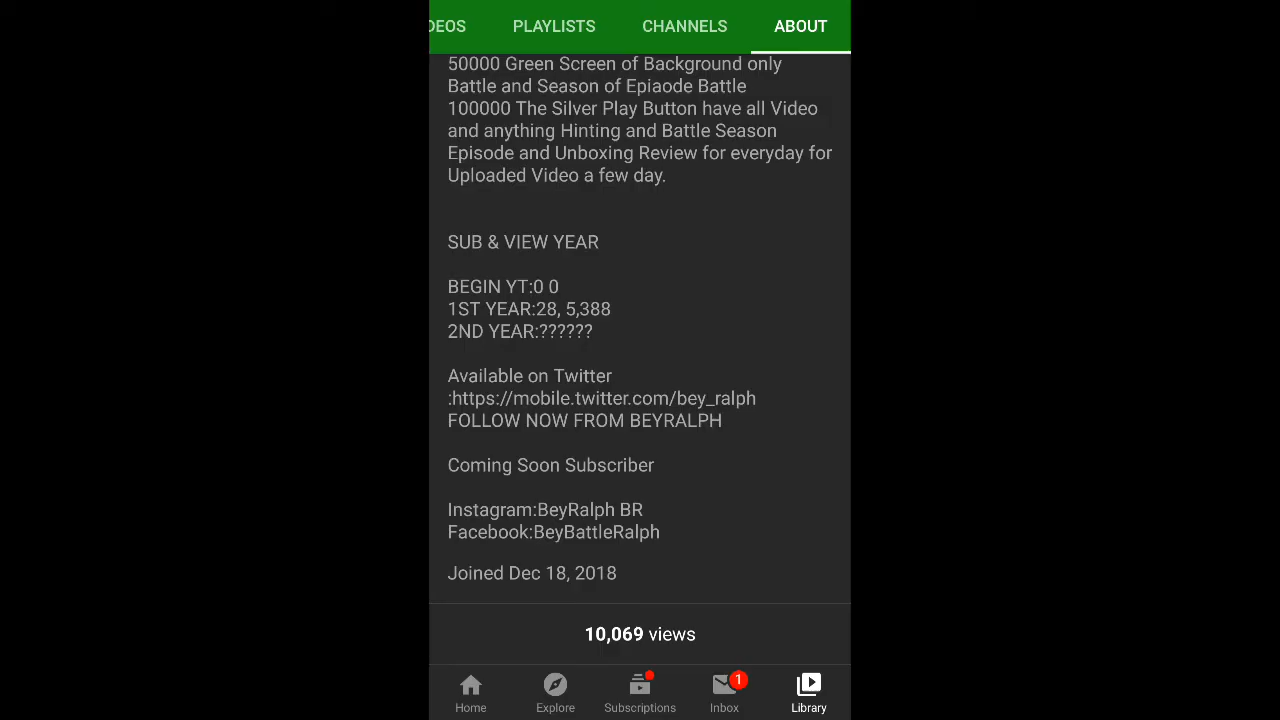 DEOS PLAYLISTS CHANNELS ABOUT
50000 Green Screen of Background only
Battle and Season of Epiaode Battle
100000 The Silver Play Button have all Video
and anything Hinting and Battle Season
Episode and Unboxing Review for everyday for
Uploaded Video a few day.
SUB & VIEW YEAR
BEGIN YT:0 0
1ST YEAR:28, 5,388
2ND YEAR:??????
Available on Twitter
:https://mobile.twitter.com/bey_ralph
FOLLOW NOW FROM BEYRALPH
Coming Soon Subscriber
Instagram:BeyRalph BR
Facebook:BeyBattleRalph
Joined Dec 18, 2018
10,069 views
1
Home Explore Subscriptions Inbox Library